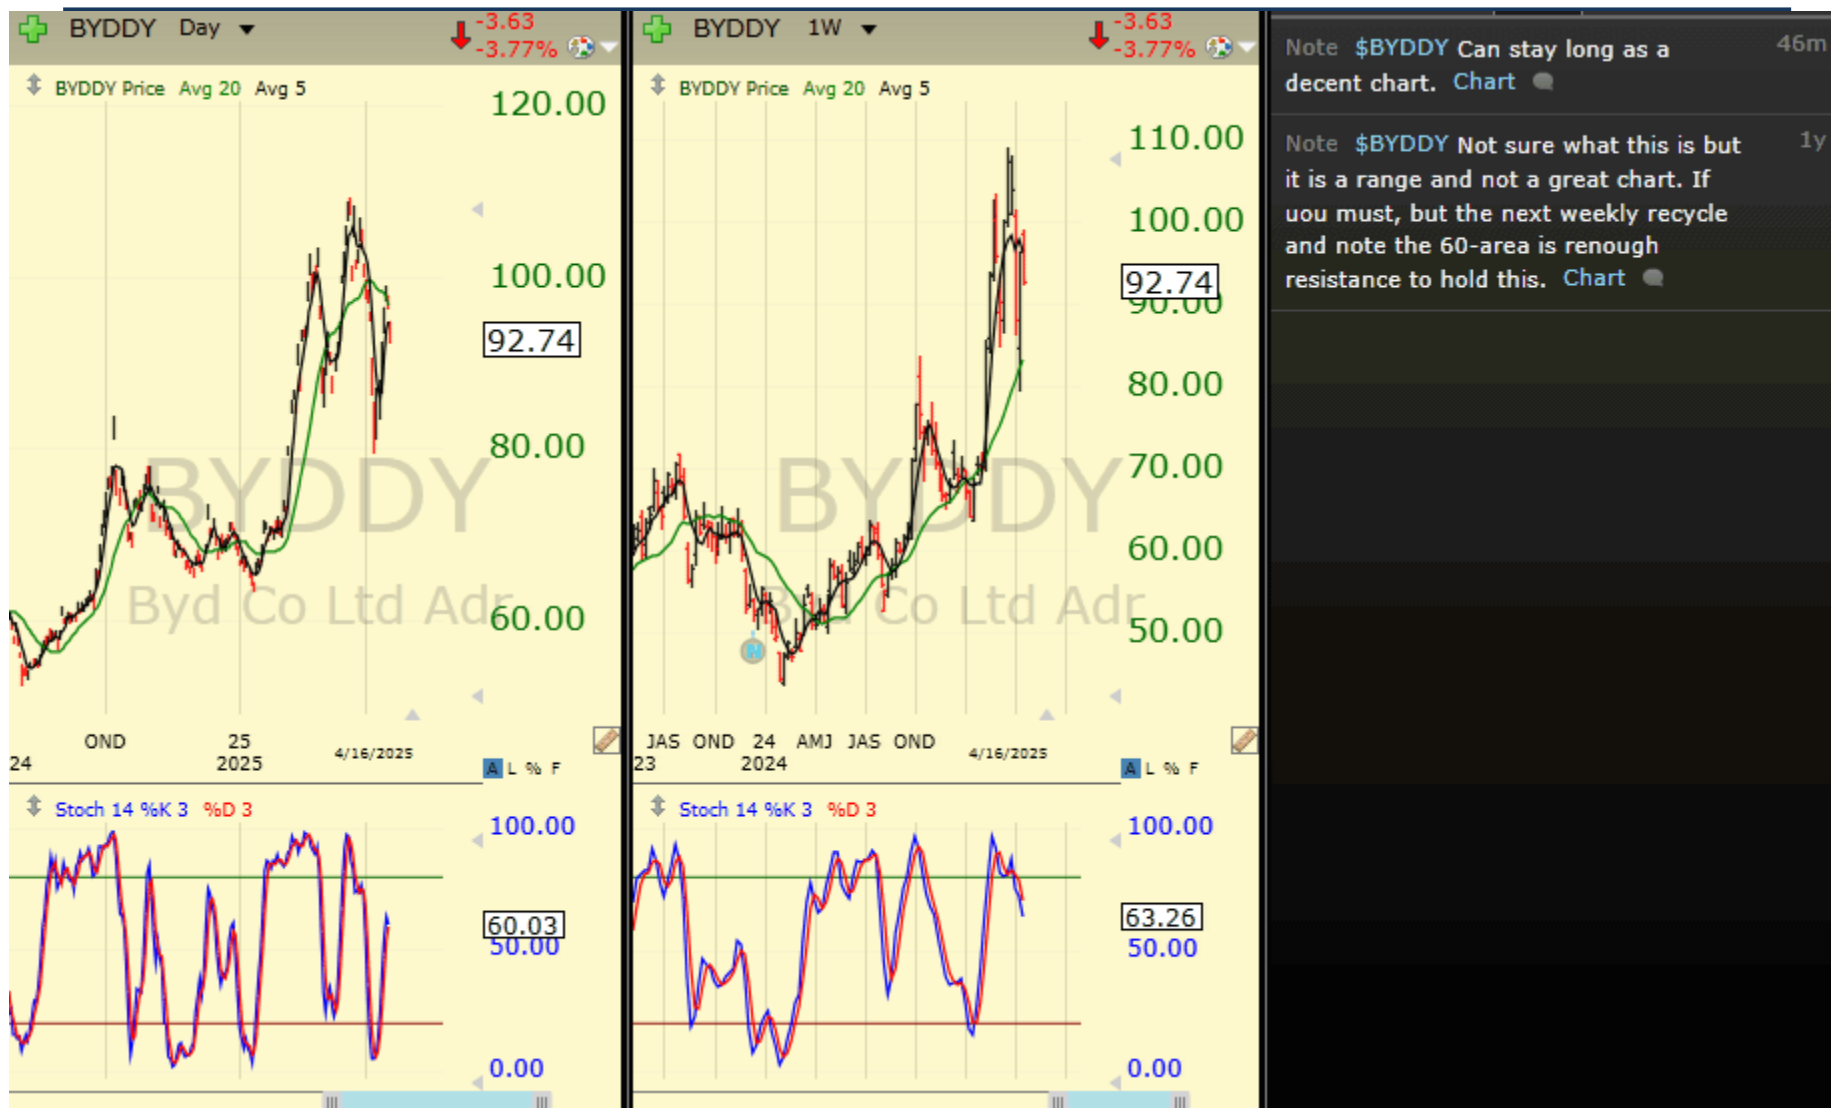 BYDDY Day
-3.63
-3.77%
BYDDY Price Avg 20 Avg 5
120.00
100.00
92.74
80.00
60.00
BYDDY
Byd Co Ltd Adr
OND 25 4/16/2025
24 2025
A L % F
Stoch 14 %K 3 %D 3
100.00
60.03
50.00
0.00
BYDDY 1W
-3.63
-3.77%
BYDDY Price Avg 20 Avg 5
110.00
100.00
92.74
90.00
80.00
70.00
60.00
50.00
BYDDY
Byd Co Ltd Adr
N
JAS OND 24 AMJ JAS OND 4/16/2025
23 2024
A L % F
Stoch 14 %K 3 %D 3
100.00
63.26
50.00
0.00
Note $BYDDY Can stay long as a 46m
decent chart. Chart
Note $BYDDY Not sure what this is but 1y
it is a range and not a great chart. If
uou must, but the next weekly recycle
and note the 60-area is renough
resistance to hold this. Chart